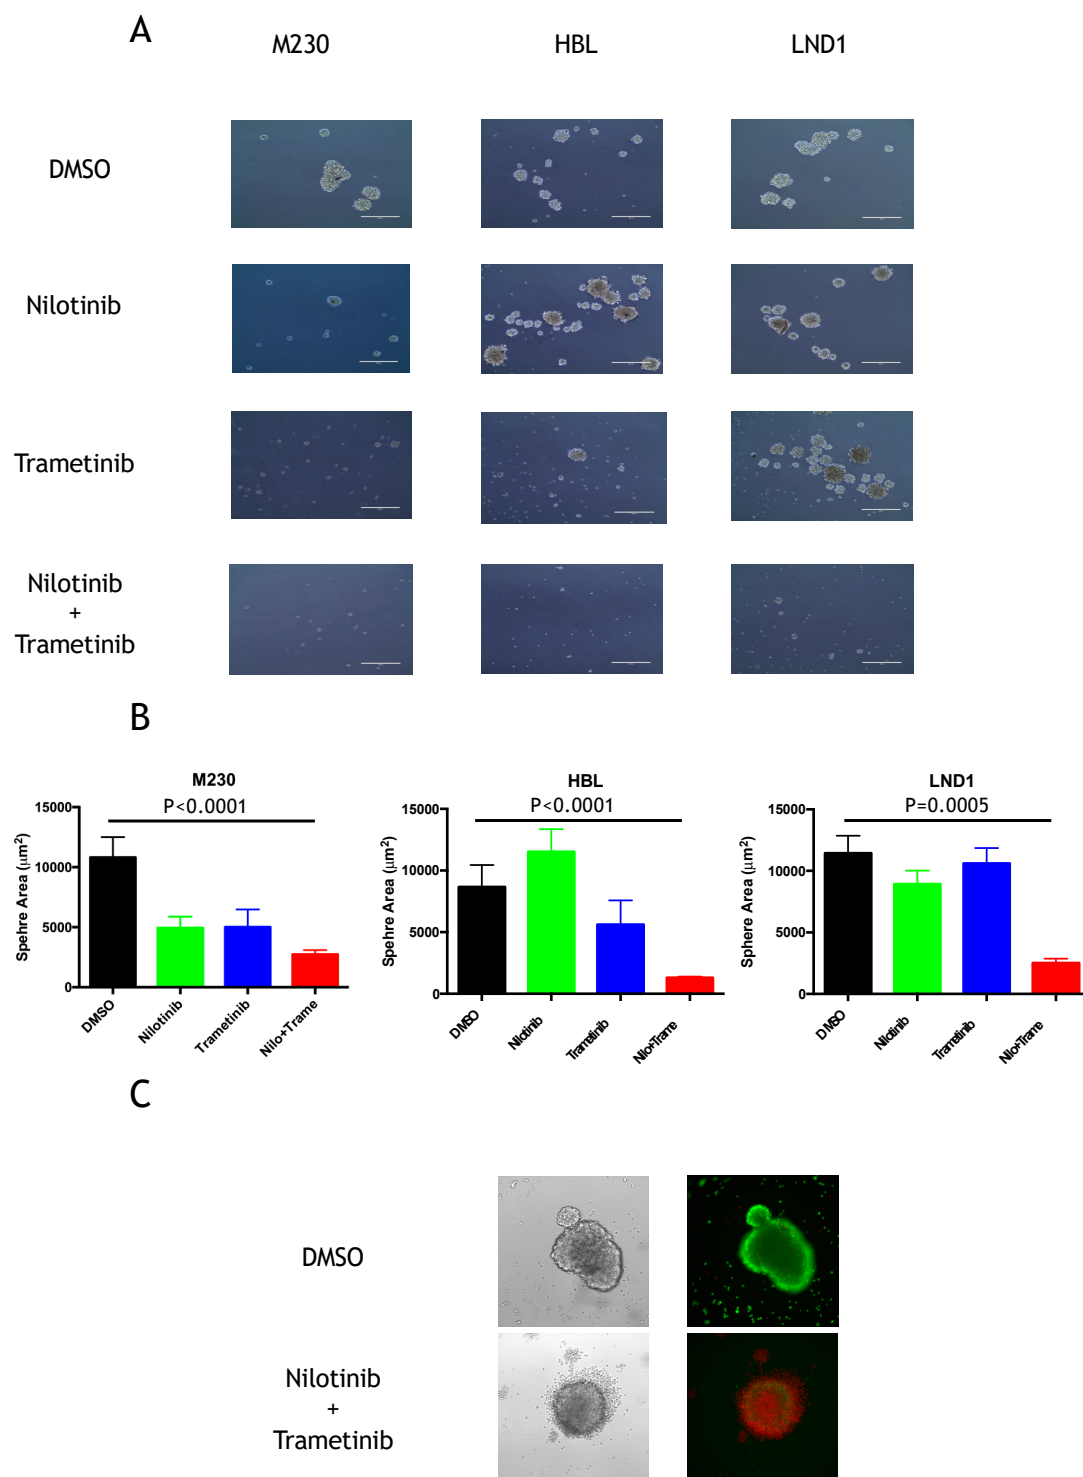 A
M230
HBL
LND1
DMSO
Nilotinib
Trametinib
Nilotinib
+
Trametinib
B
M230
P<0.0001
15000
10000
5000
0
Spehre Area (μm²)
DMSO
Nilotinib
Trametinib
Nilo+Trame
HBL
P<0.0001
15000
10000
5000
0
Spehre Area (μm²)
DMSO
Nilotinib
Trametinib
Nilo+Trame
LND1
P=0.0005
15000
10000
5000
0
Sphere Area (μm²)
DMSO
Nilotinib
Trametinib
Nilo+Trame
C
DMSO
Nilotinib
+
Trametinib